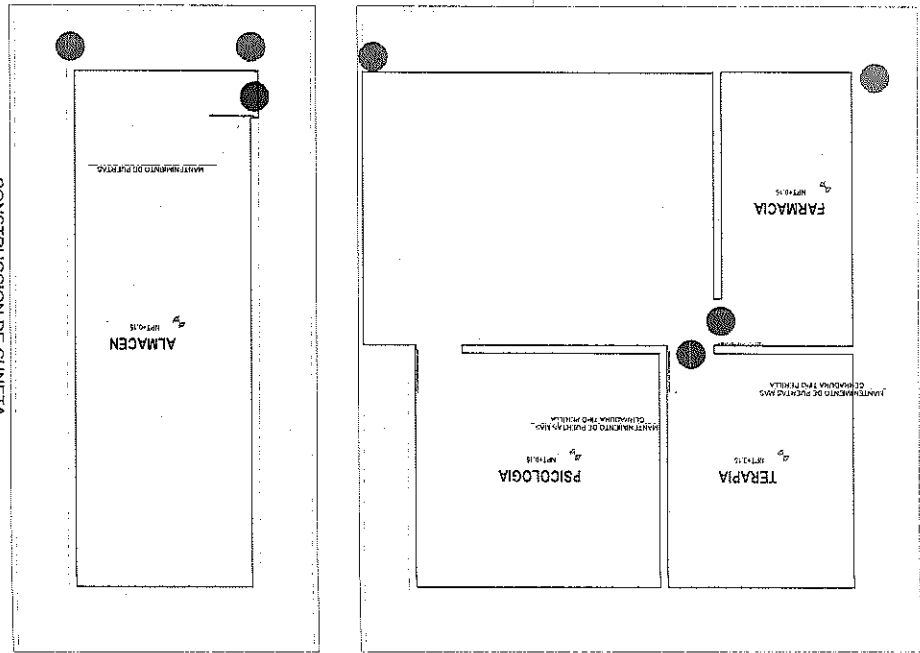 TERAPIA
NPT+0.15
MANTENIMIENTO DE PUERTAS MAS
CERRADURA TIPO PERILLA
PSICOLOGIA
NPT+0.15
MANTENIMIENTO DE PUERTAS MAS
CERRADURA TIPO PERILLA
FARMACIA
NPT+0.15
ALMACEN
NPT+0.15
MANTENIMIENTO DE PUERTAS
CONSTRUCCION DE CUNETA